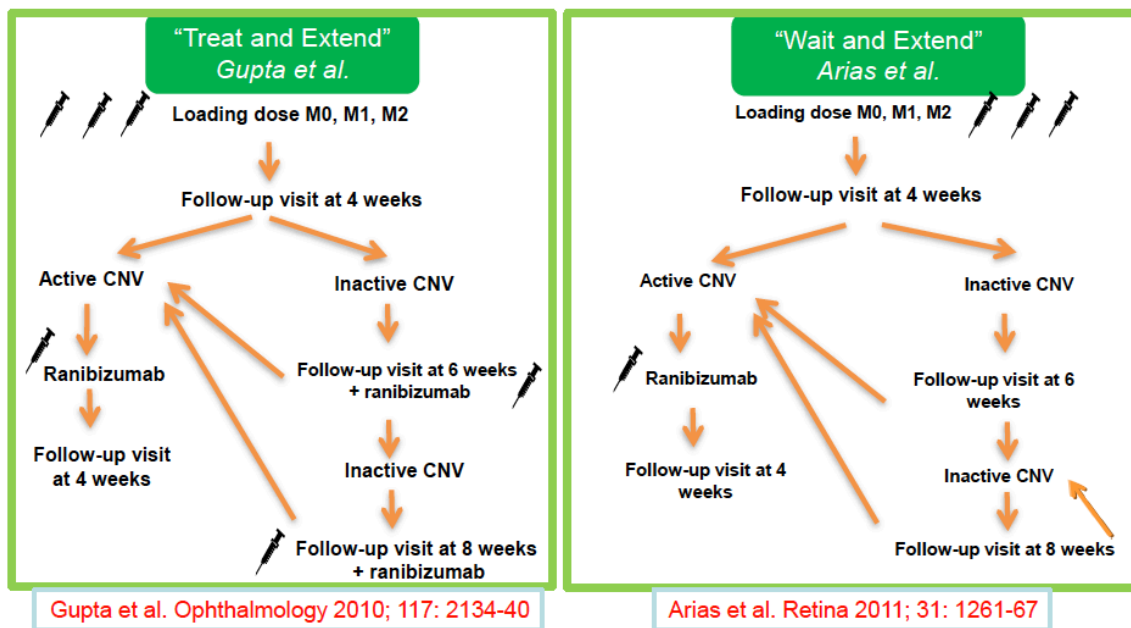 “Treat and Extend”
Gupta et al.
Loading dose M0, M1, M2
Follow-up visit at 4 weeks
Active CNV
Inactive CNV
Ranibizumab
Follow-up visit at 6 weeks
+ ranibizumab
Follow-up visit
at 4 weeks
Inactive CNV
Follow-up visit at 8 weeks
+ ranibizumab
Gupta et al. Ophthalmology 2010; 117: 2134-40
“Wait and Extend”
Arias et al.
Loading dose M0, M1, M2
Follow-up visit at 4 weeks
Active CNV
Inactive CNV
Ranibizumab
Follow-up visit at 6
weeks
Follow-up visit at 4
weeks
Inactive CNV
Follow-up visit at 8 weeks
Arias et al. Retina 2011; 31: 1261-67